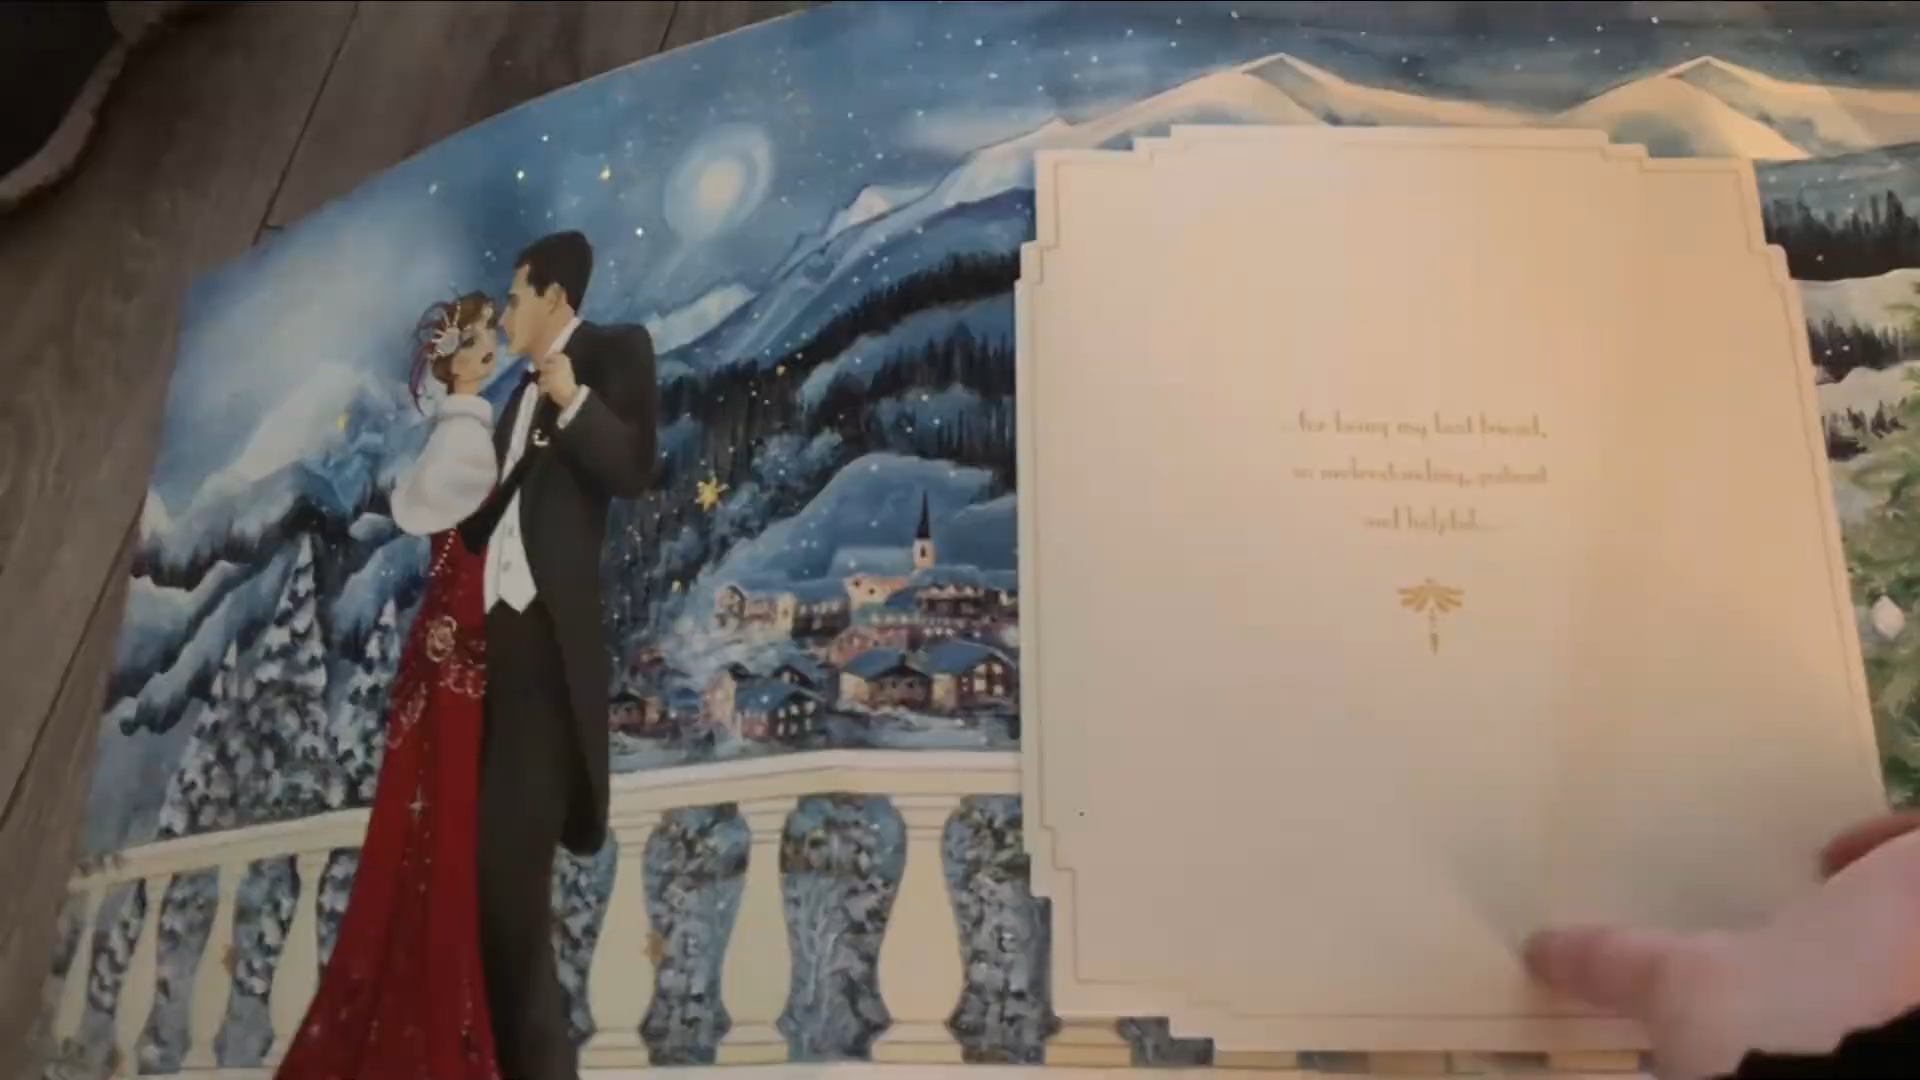 ...for being my best friend,
so understanding, patient
and helpful...